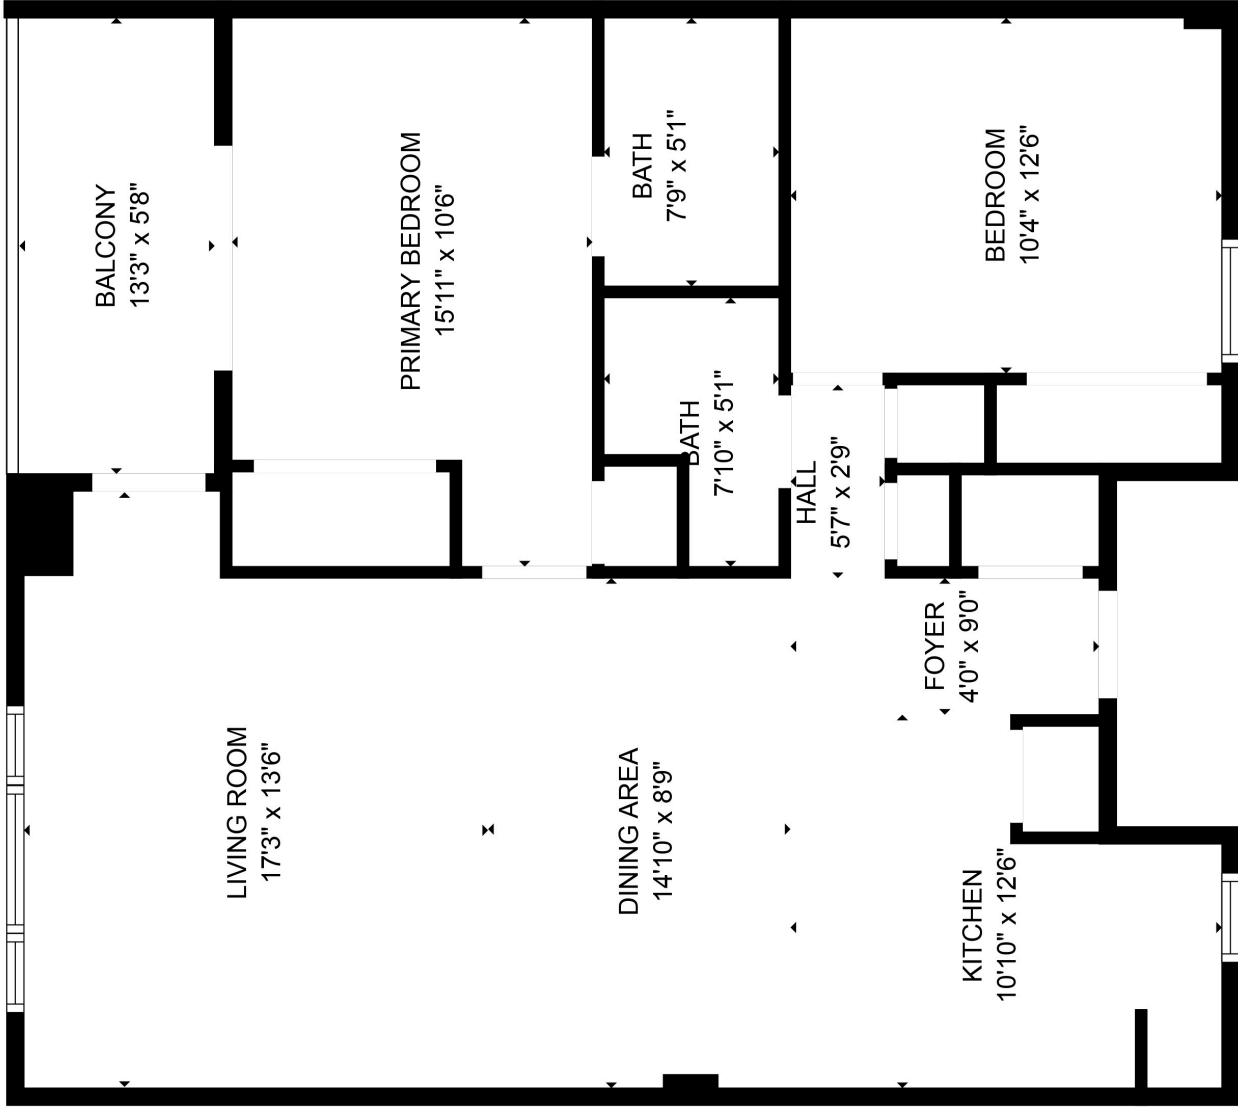 BALCONY
13'3" x 5'8"
PRIMARY BEDROOM
15'11" x 10'6"
BATH
7'9" x 5'1"
BEDROOM
10'4" x 12'6"
BATH
7'10" x 5'1"
HALL
5'7" x 2'9"
FOYER
4'0" x 9'0"
LIVING ROOM
17'3" x 13'6"
DINING AREA
14'10" x 8'9"
KITCHEN
10'10" x 12'6"